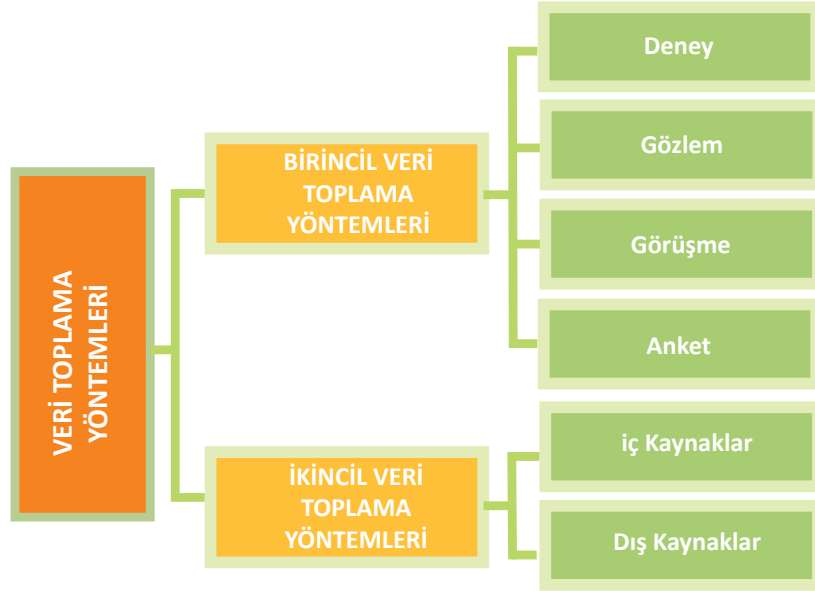 VERİ TOPLAMA
YÖNTEMLERİ
BİRİNCİL VERİ
TOPLAMA
YÖNTEMLERİ
Deney
Gözlem
Görüşme
Anket
İKİNCİL VERİ
TOPLAMA
YÖNTEMLERİ
iç Kaynaklar
Dış Kaynaklar